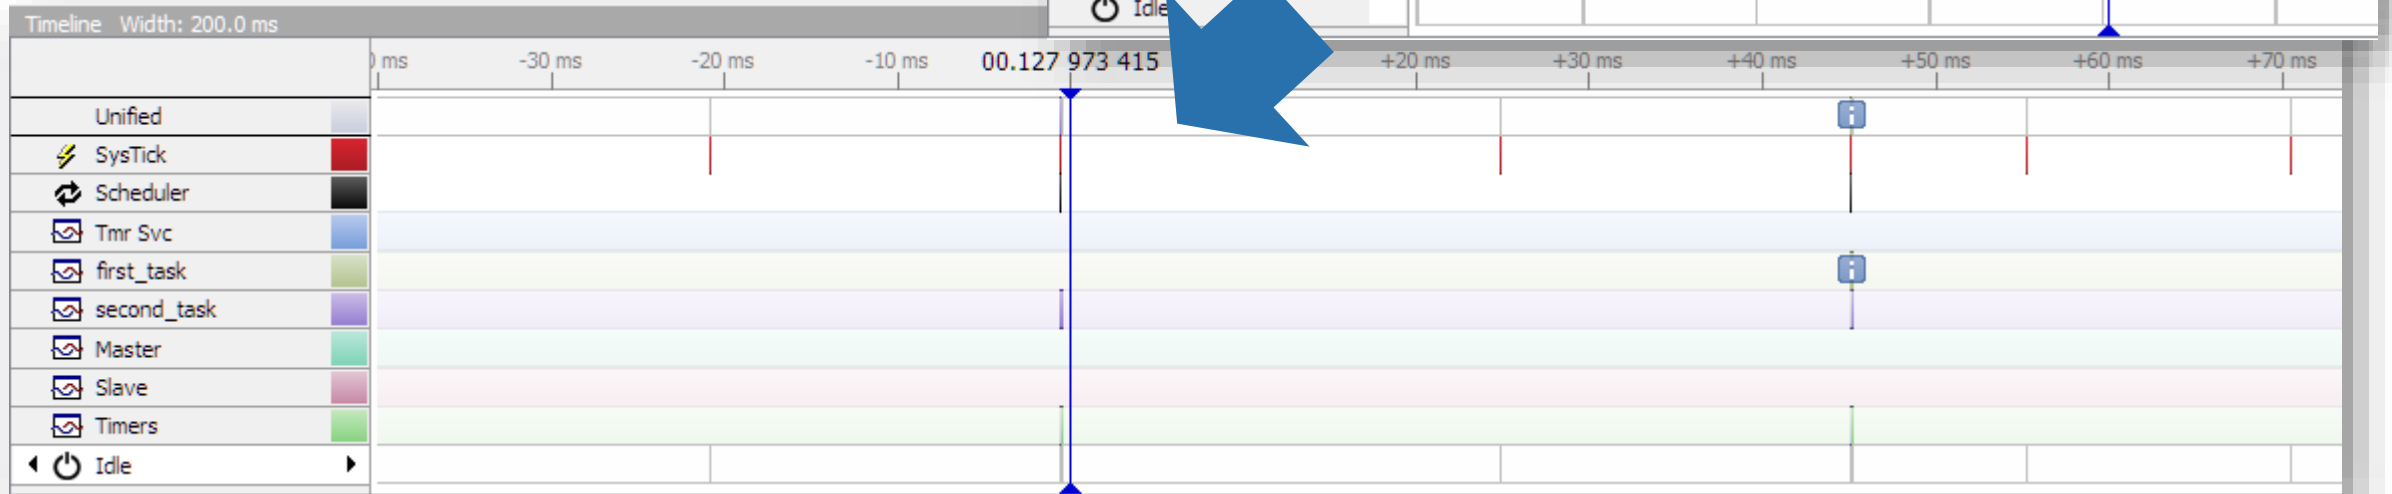 Idle
Timeline Width: 200.0 ms
0 ms -30 ms -20 ms -10 ms 00.127 973 415 +20 ms +30 ms +40 ms +50 ms +60 ms +70 ms
Unified
SysTick
Scheduler
Tmr Svc
first_task
second_task
Master
Slave
Timers
Idle